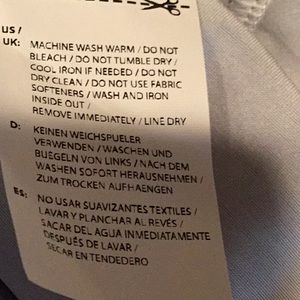 US /
UK: MACHINE WASH WARM / DO NOT
BLEACH / DO NOT TUMBLE DRY /
COOL IRON IF NEEDED / DO NOT
DRY CLEAN / DO NOT USE FABRIC
SOFTENERS / WASH AND IRON
INSIDE OUT /
REMOVE IMMEDIATELY / LINE DRY
D: KEINEN WEICHSPUELER
VERWENDEN / WASCHEN UND
BUEGELN VON LINKS / NACH DEM
WASHEN SOFORT HERAUSNEHMEN /
ZUM TROCKEN AUFHAENGEN
ES: NO USAR SUAVIZANTES TEXTILES /
LAVAR Y PLANCHAR AL REVÉS /
SACAR DEL AGUA INMEDIATAMENTE
DESPUÉS DE LAVAR /
SECAR EN TENDEDERO